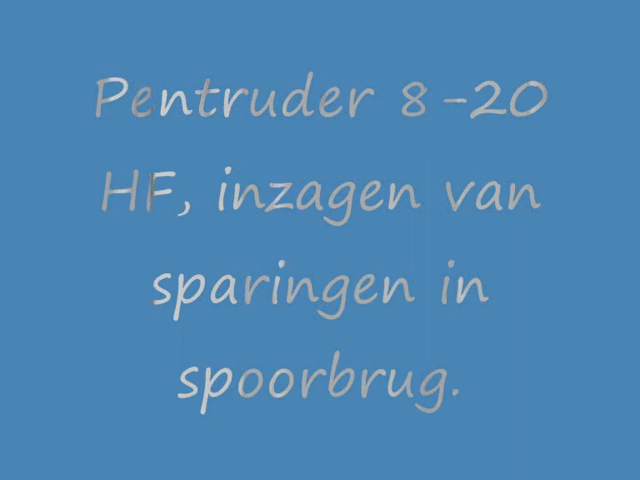 Pentruder 8-20
HF, inzagen van
sparingen in
spoorbrug.